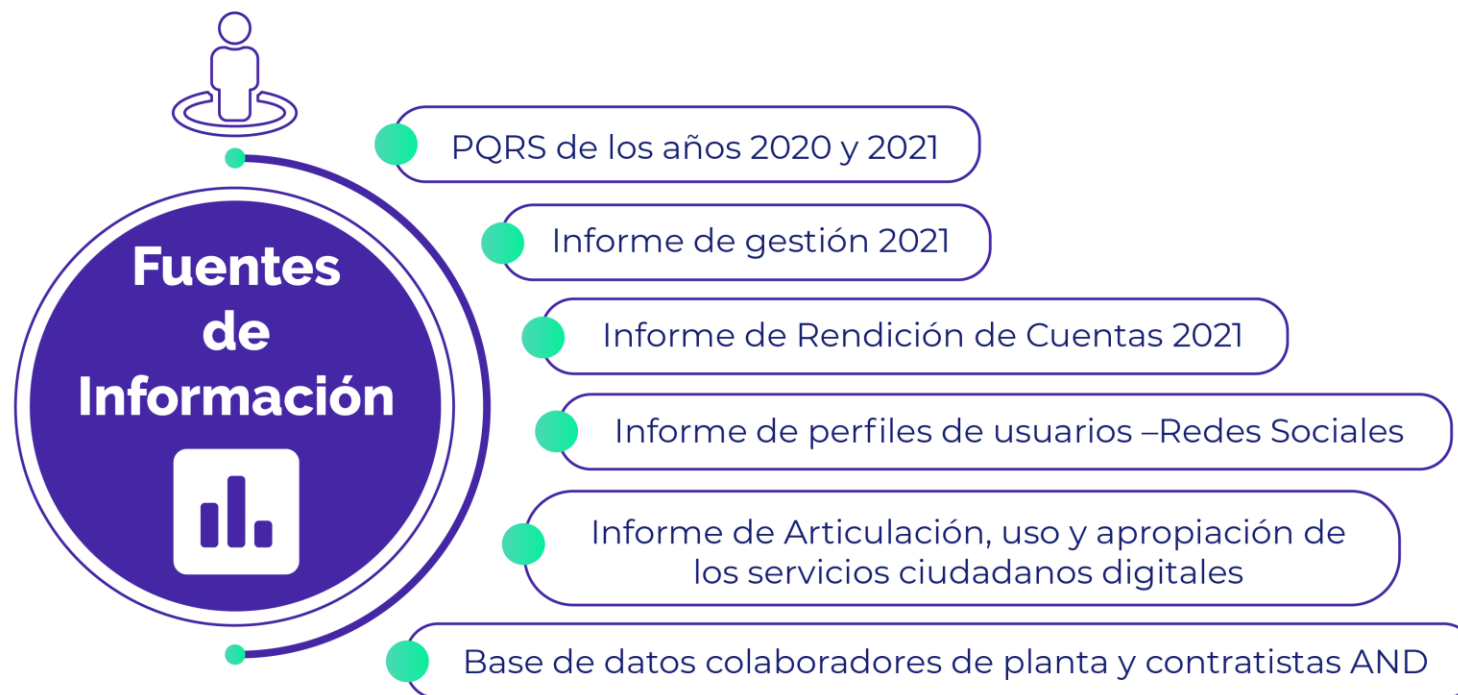 Fuentes
de
Información
PQRS de los años 2020 y 2021
Informe de gestión 2021
Informe de Rendición de Cuentas 2021
Informe de perfiles de usuarios –Redes Sociales
Informe de Articulación, uso y apropiación de
los servicios ciudadanos digitales
Base de datos colaboradores de planta y contratistas AND